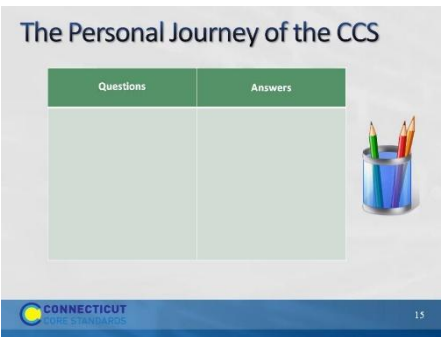 The Personal Journey of the CCS
Questions Answers
CONNECTICUT
CORE STANDARDS
15